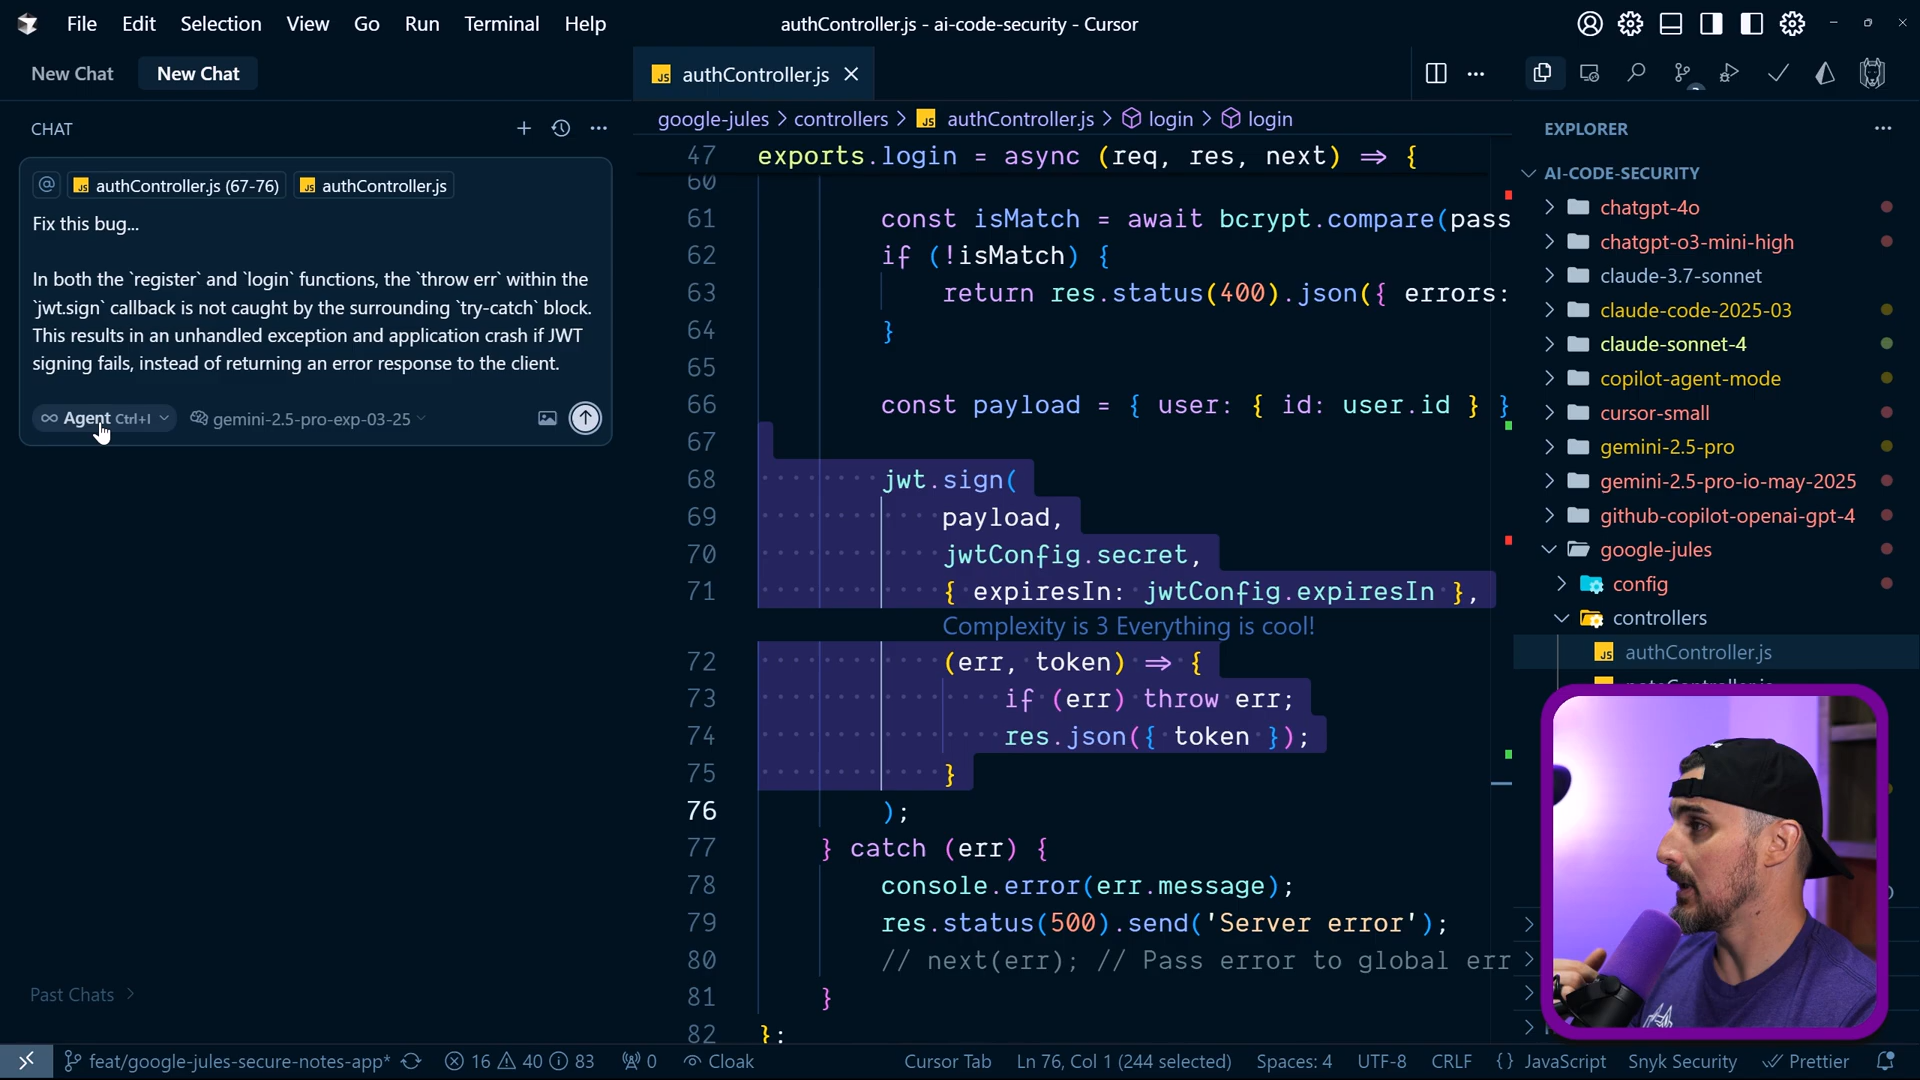 File Edit Selection View Go Run Terminal Help
authController.js - ai-code-security - Cursor
New Chat
New Chat
CHAT
@ authController.js (67-76) authController.js
Fix this bug...
In both the `register` and `login` functions, the `throw err` within the
`jwt.sign` callback is not caught by the surrounding `try-catch` block.
This results in an unhandled exception and application crash if JWT
signing fails, instead of returning an error response to the client.
∞ Agent Ctrl+I gemini-2.5-pro-exp-03-25
Past Chats >
JS authController.js
google-jules > controllers > JS authController.js > login > login
47 exports.login = async (req, res, next) => {
60
61 const isMatch = await bcrypt.compare(pass
62 if (!isMatch) {
63 return res.status(400).json({ errors:
64 }
65
66 const payload = { user: { id: user.id } }
67
68 jwt.sign(
69 payload,
70 jwtConfig.secret,
71 { expiresIn: jwtConfig.expiresIn },
Complexity is 3 Everything is cool!
72 (err, token) => {
73 if (err) throw err;
74 res.json({ token });
75 }
76 );
77 } catch (err) {
78 console.error(err.message);
79 res.status(500).send('Server error');
80 // next(err); // Pass error to global err
81 }
82 };
EXPLORER
AI-CODE-SECURITY
chatgpt-4o
chatgpt-o3-mini-high
claude-3.7-sonnet
claude-code-2025-03
claude-sonnet-4
copilot-agent-mode
cursor-small
gemini-2.5-pro
gemini-2.5-pro-io-may-2025
github-copilot-openai-gpt-4
google-jules
config
controllers
JS authController.js
feat/google-jules-secure-notes-app* 16 40 83 0 Cloak Cursor Tab Ln 76, Col 1 (244 selected) Spaces: 4 UTF-8 CRLF {} JavaScript Snyk Security Prettier